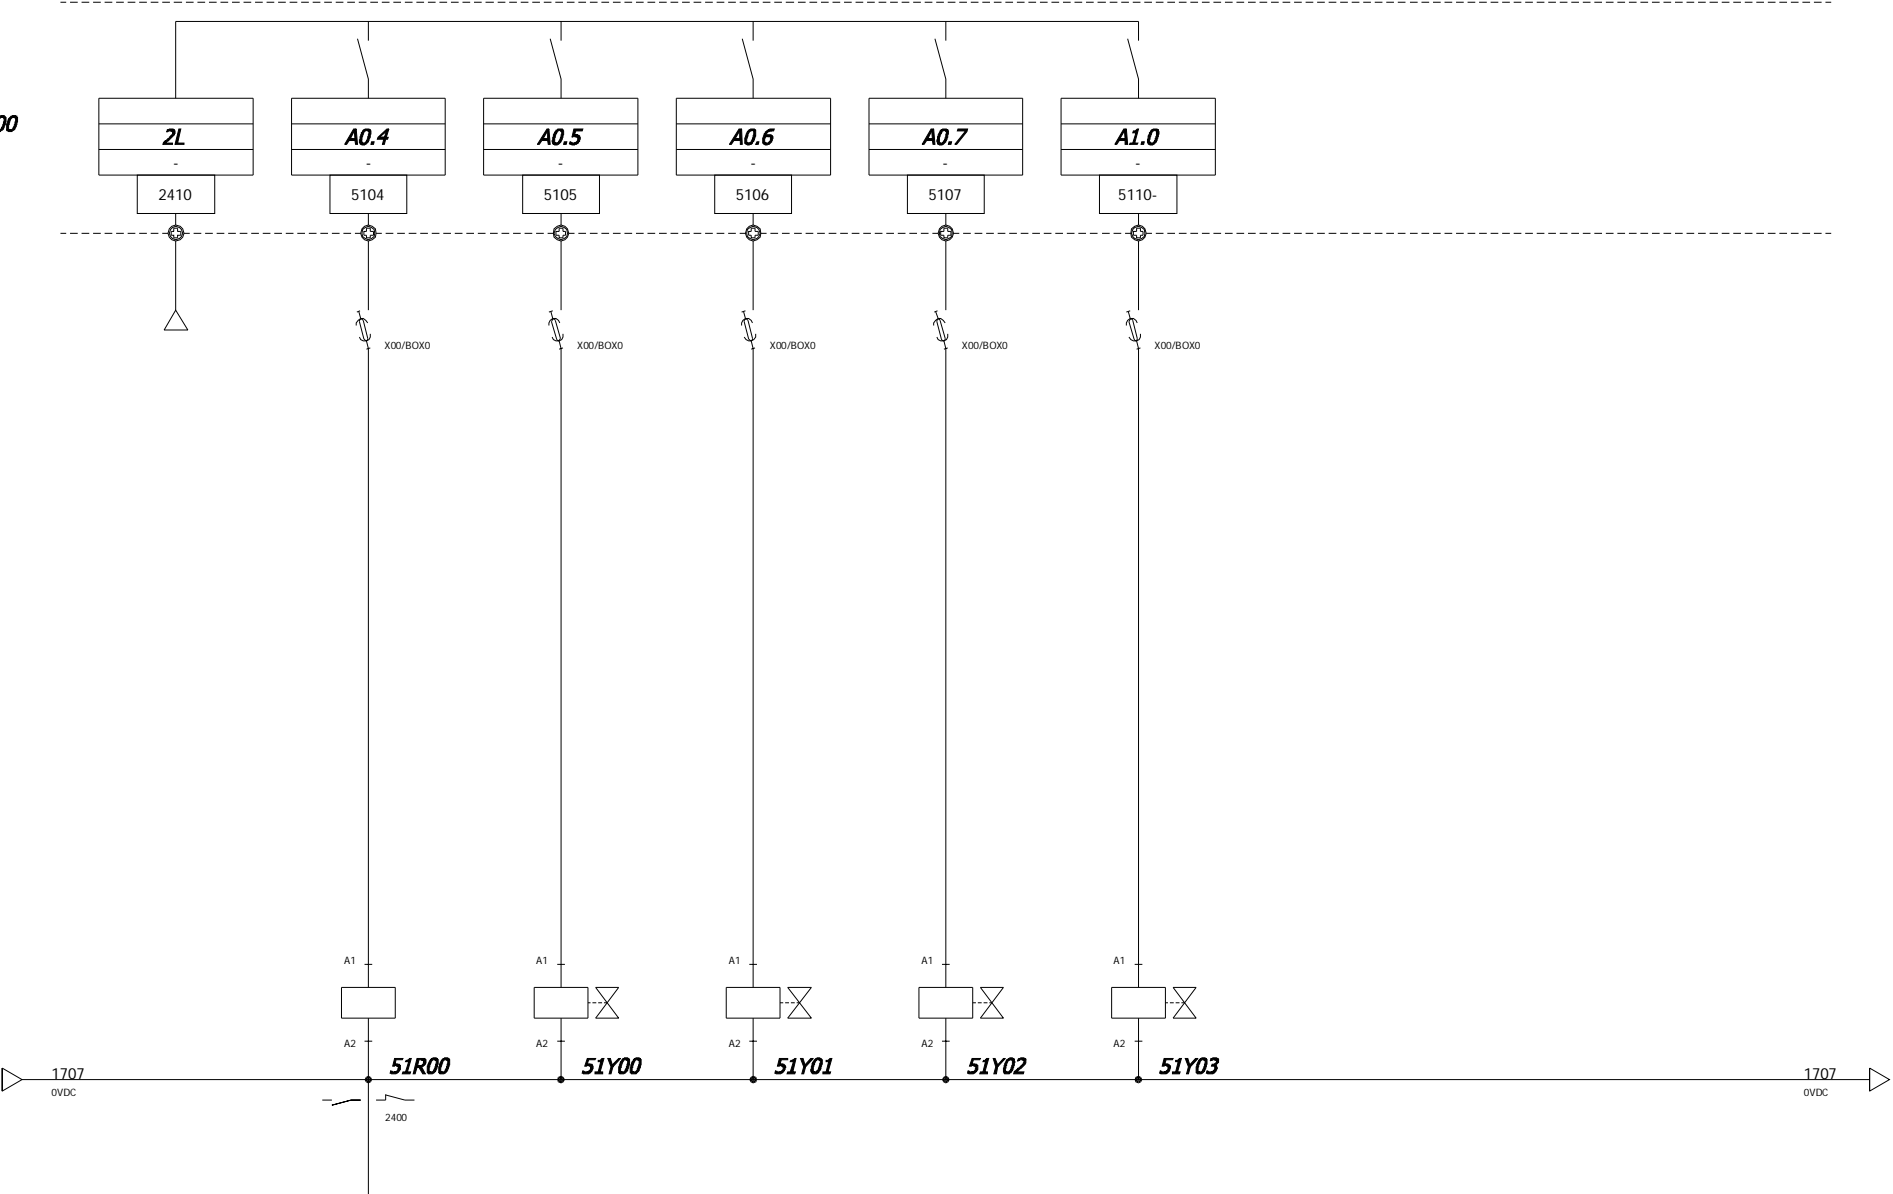 00
2L A0.4 A0.5 A0.6 A0.7 A1.0
- - - - - -
2410 5104 5105 5106 5107 5110-
X00/BOX0 X00/BOX0 X00/BOX0 X00/BOX0 X00/BOX0
A1 A1 A1 A1 A1
A2 A2 A2 A2 A2
51R00 51Y00 51Y01 51Y02 51Y03
1707 1707
0VDC 0VDC
2400